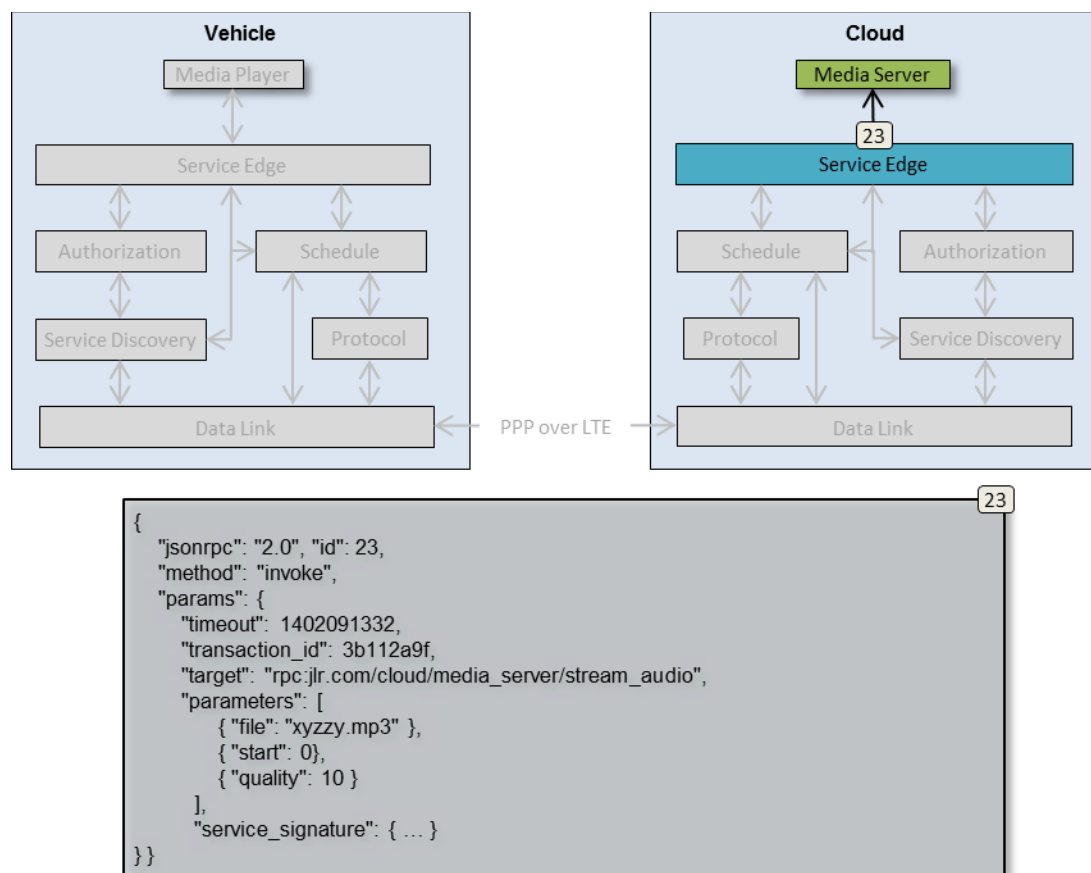 Vehicle
Media Player
Service Edge
Authorization
Schedule
Service Discovery
Protocol
Data Link
PPP over LTE
Cloud
Media Server
23
Service Edge
Schedule
Authorization
Protocol
Service Discovery
Data Link
23
{
"jsonrpc": "2.0", "id": 23,
"method": "invoke",
"params": {
"timeout": 1402091332,
"transaction_id": 3b112a9f,
"target": "rpc:jlr.com/cloud/media_server/stream_audio",
"parameters": [
{ "file": "xyzzy.mp3" },
{ "start": 0},
{ "quality": 10 }
],
"service_signature": { … }
} }